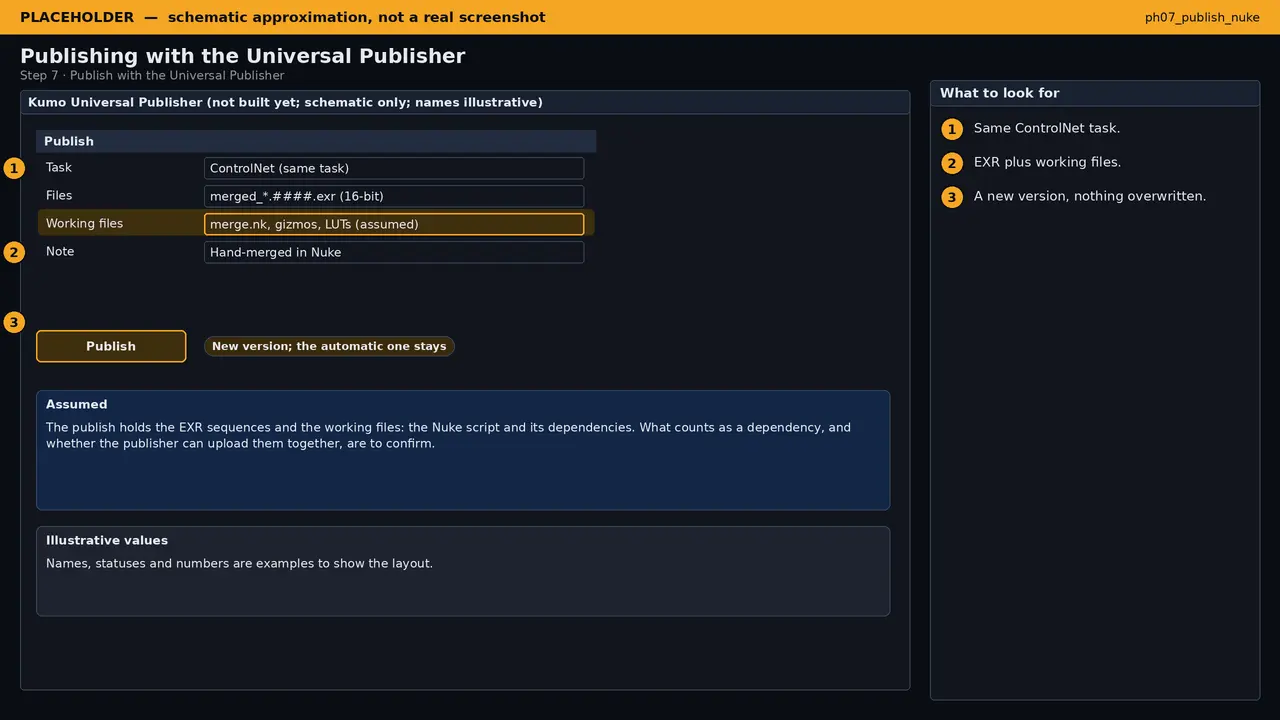 PLACEHOLDER — schematic approximation, not a real screenshot
ph07_publish_nuke
Publishing with the Universal Publisher
Step 7 · Publish with the Universal Publisher
Kumo Universal Publisher (not built yet; schematic only; names illustrative)
Publish
1 Task ControlNet (same task)
Files merged_*.####.exr (16-bit)
Working files merge.nk, gizmos, LUTs (assumed)
2 Note Hand-merged in Nuke
3
Publish New version; the automatic one stays
Assumed
The publish holds the EXR sequences and the working files: the Nuke script and its dependencies. What counts as a dependency, and
whether the publisher can upload them together, are to confirm.
Illustrative values
Names, statuses and numbers are examples to show the layout.
What to look for
1 Same ControlNet task.
2 EXR plus working files.
3 A new version, nothing overwritten.